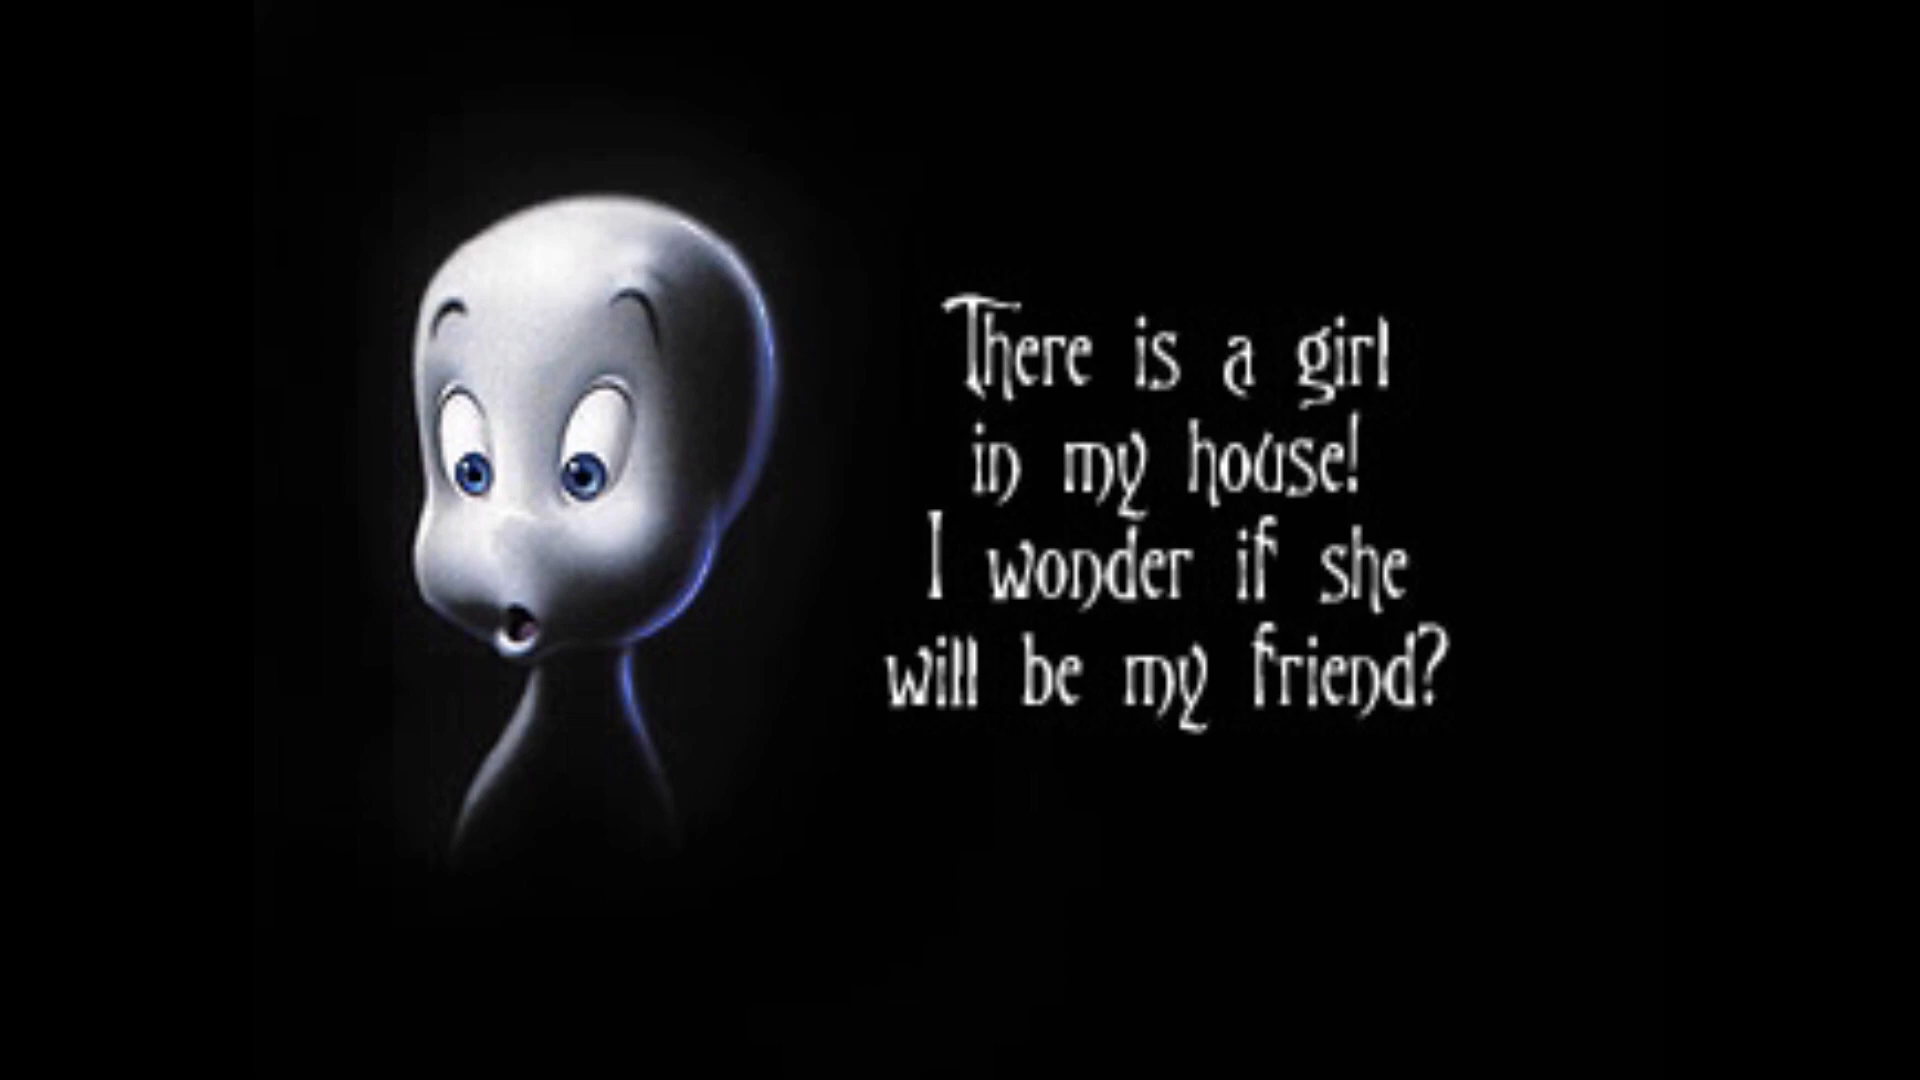 There is a girl
in my house!
I wonder if she
will be my friend?